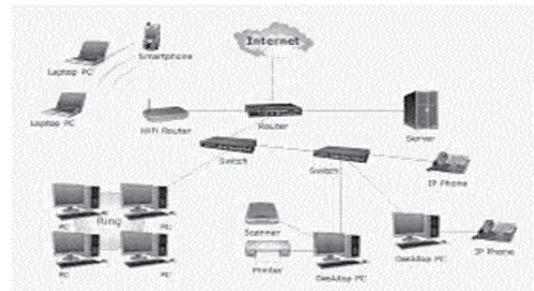 Internet
Smartphone
Laptop PC
Laptop PC
WiFi Router
Router
Server
Switch
Switch
IP Phone
PC
Ring
PC
Scanner
PC
PC
Printer
Desktop PC
Desktop PC
IP Phone